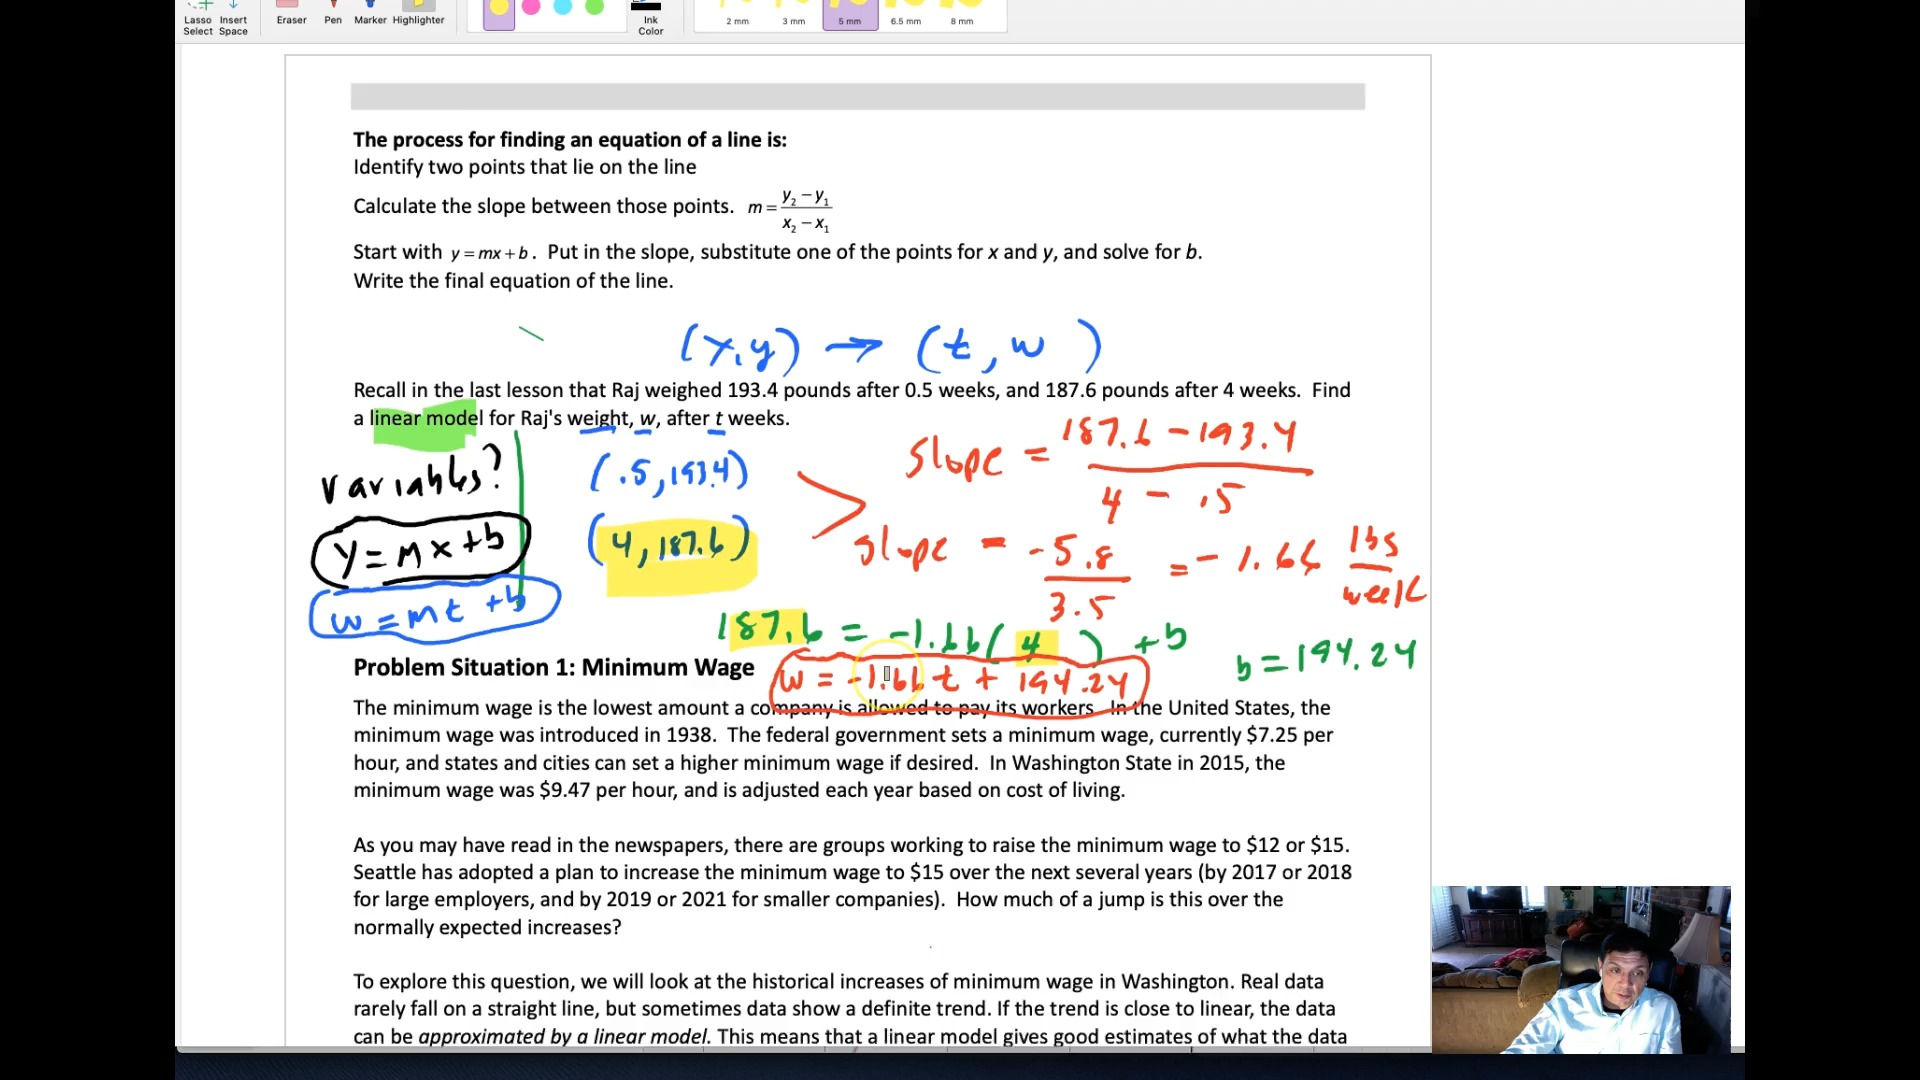 Lasso Select
Insert Space
Eraser
Pen
Marker
Highlighter
Ink Color
2 mm
3 mm
5 mm
6.5 mm
8 mm
The process for finding an equation of a line is:
Identify two points that lie on the line
Calculate the slope between those points. m = (y₂ − y₁)/(x₂ − x₁)
Start with y = mx + b. Put in the slope, substitute one of the points for x and y, and solve for b.
Write the final equation of the line.
(x,y) → (t, w )
Recall in the last lesson that Raj weighed 193.4 pounds after 0.5 weeks, and 187.6 pounds after 4 weeks. Find
a linear model for Raj's weight, w, after t weeks.
variables?
y = mx + b
w = mt + b
(.5, 193.4)
(4, 187.6)
slope = (187.6 − 193.4)/(4 − .5)
slope = -5.8/3.5 = -1.66 lbs/week
187.6 = -1.66( 4 ) + b
b = 194.24
w = -1.66 t + 194.24
Problem Situation 1: Minimum Wage
The minimum wage is the lowest amount a company is allowed to pay its workers. In the United States, the
minimum wage was introduced in 1938. The federal government sets a minimum wage, currently $7.25 per
hour, and states and cities can set a higher minimum wage if desired. In Washington State in 2015, the
minimum wage was $9.47 per hour, and is adjusted each year based on cost of living.
As you may have read in the newspapers, there are groups working to raise the minimum wage to $12 or $15.
Seattle has adopted a plan to increase the minimum wage to $15 over the next several years (by 2017 or 2018
for large employers, and by 2019 or 2021 for smaller companies). How much of a jump is this over the
normally expected increases?
To explore this question, we will look at the historical increases of minimum wage in Washington. Real data
rarely fall on a straight line, but sometimes data show a definite trend. If the trend is close to linear, the data
can be approximated by a linear model. This means that a linear model gives good estimates of what the data